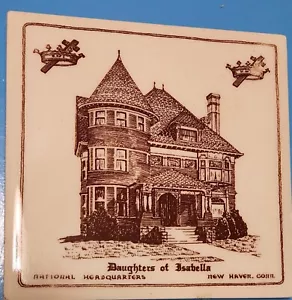 Daughters of Isabella
NATIONAL HEADQUARTERS NEW HAVEN, CONN.